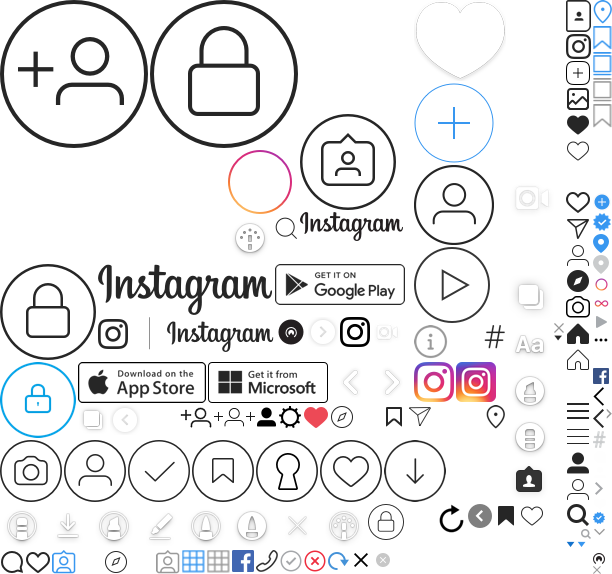 Instagram
Instagram
GET IT ON
Google Play
Instagram
Download on the
App Store
Get it from
Microsoft
#
Aa
#